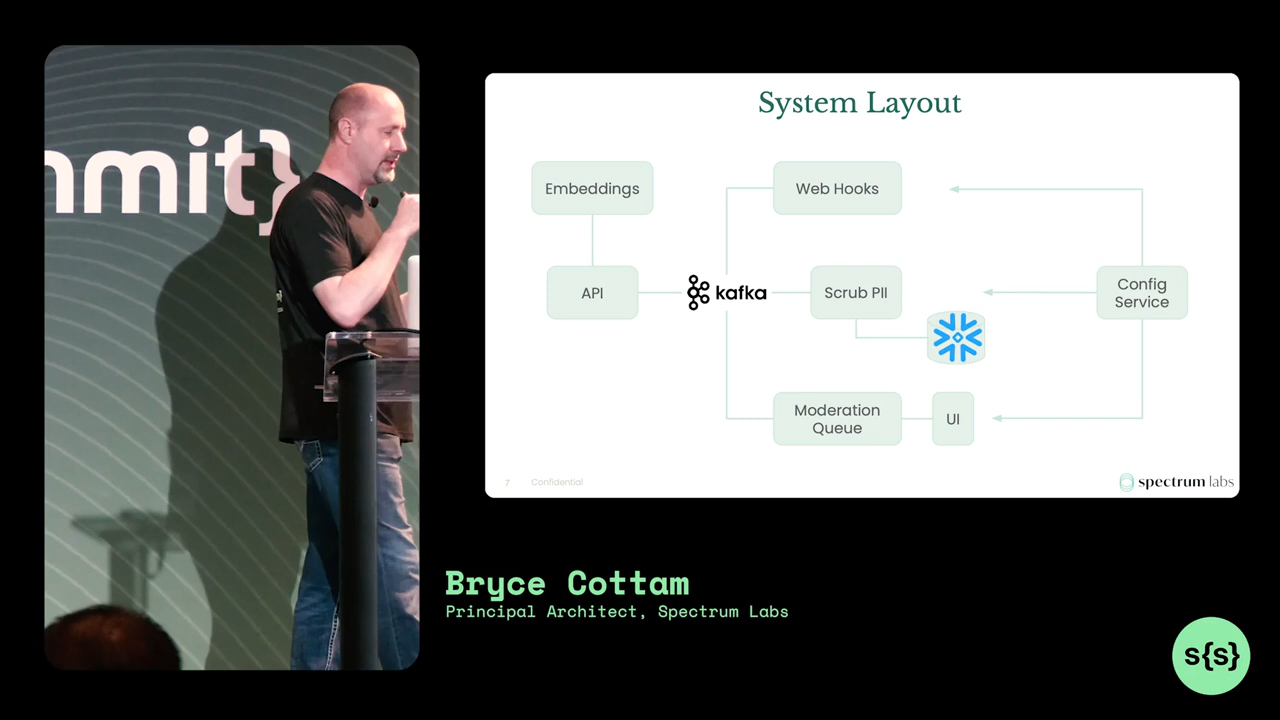 mmit}
System Layout
Embeddings
Web Hooks
API
kafka
Scrub PII
Config
Service
Moderation
Queue
UI
7 Confidential
spectrum labs
Bryce Cottam
Principal Architect, Spectrum Labs
s{s}